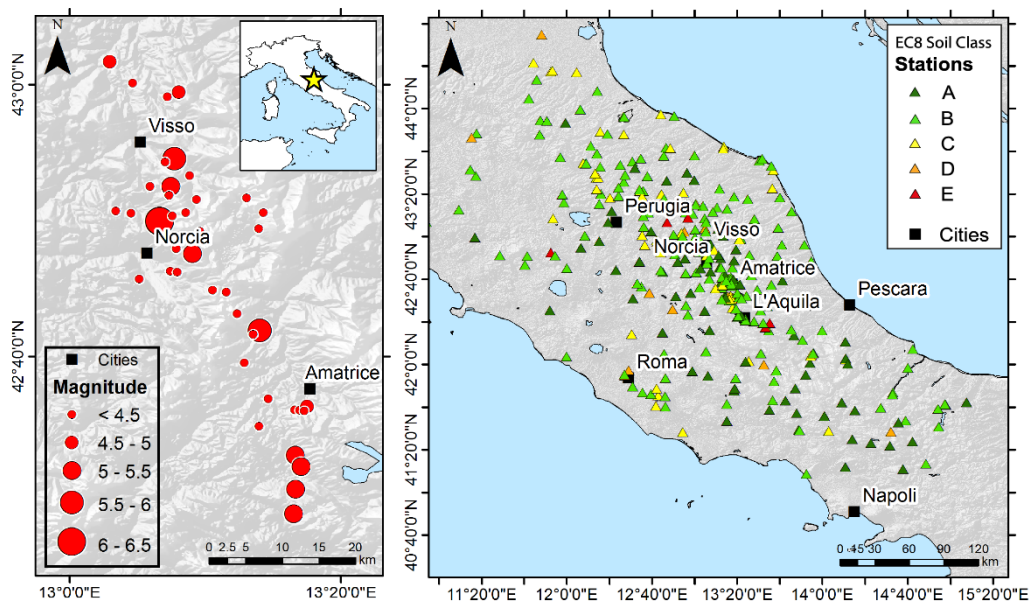 N
Visso
Norcia
Amatrice
Cities
Magnitude
< 4.5
4.5 - 5
5 - 5.5
5.5 - 6
6 - 6.5
0 2.5 5 10 15 20
km
43°0'0"N
42°40'0"N
13°0'0"E
13°20'0"E
N
EC8 Soil Class
Stations
A
B
C
D
E
Cities
Perugia
Visso
Norcia
Amatrice
L'Aquila
Pescara
Roma
Napoli
0 15 30 60 90 120
km
44°0'0"N
43°20'0"N
42°40'0"N
42°0'0"N
41°20'0"N
40°40'0"N
11°20'0"E
12°0'0"E
12°40'0"E
13°20'0"E
14°0'0"E
14°40'0"E
15°20'0"E